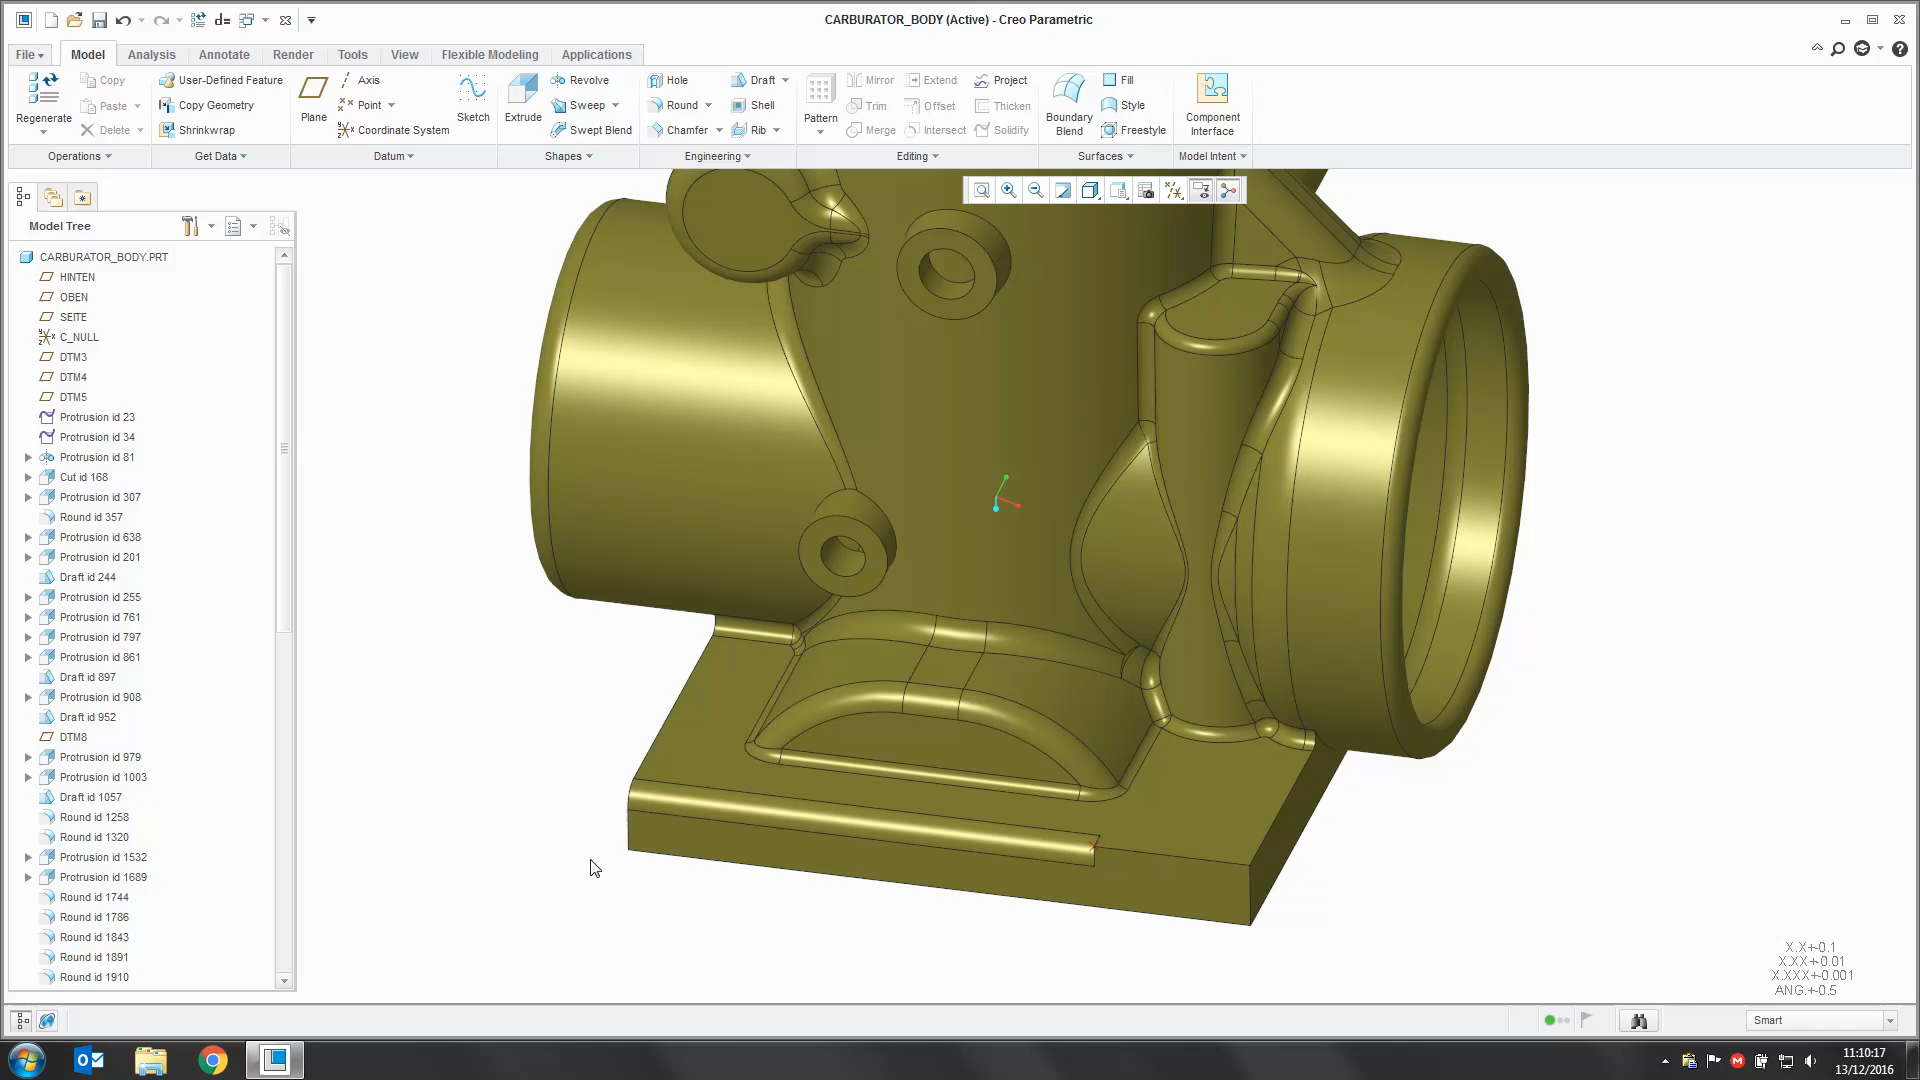 CARBURATOR_BODY (Active) - Creo Parametric
File Model Analysis Annotate Render Tools View Flexible Modeling Applications
Copy User-Defined Feature Axis Revolve Hole Draft Mirror Extend Project Fill
Paste Copy Geometry Point Sweep Round Shell Trim Offset Thicken Style
Regenerate Plane Sketch Extrude Pattern Boundary Blend Component Interface
Delete Shrinkwrap Coordinate System Swept Blend Chamfer Rib Merge Intersect Solidify Freestyle
Operations Get Data Datum Shapes Engineering Editing Surfaces Model Intent
Model Tree
CARBURATOR_BODY.PRT
HINTEN
OBEN
SEITE
C_NULL
DTM3
DTM4
DTM5
Protrusion id 23
Protrusion id 34
Protrusion id 81
Cut id 168
Protrusion id 307
Round id 357
Protrusion id 638
Protrusion id 201
Draft id 244
Protrusion id 255
Protrusion id 761
Protrusion id 797
Protrusion id 861
Draft id 897
Protrusion id 908
Draft id 952
DTM8
Protrusion id 979
Protrusion id 1003
Draft id 1057
Round id 1258
Round id 1320
Protrusion id 1532
Protrusion id 1689
Round id 1744
Round id 1786
Round id 1843
Round id 1891
Round id 1910
X.X+-0.1
X.XX+-0.01
X.XXX+-0.001
ANG.+-0.5
Smart
11:10:17
13/12/2016